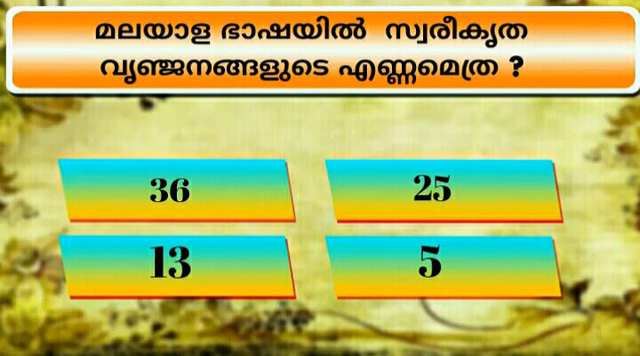 മലയാള ഭാഷയിൽ സ്വരീകൃത
വ്യഞ്ജനങ്ങളുടെ എണ്ണമെത്ര ?
36 25
13 5